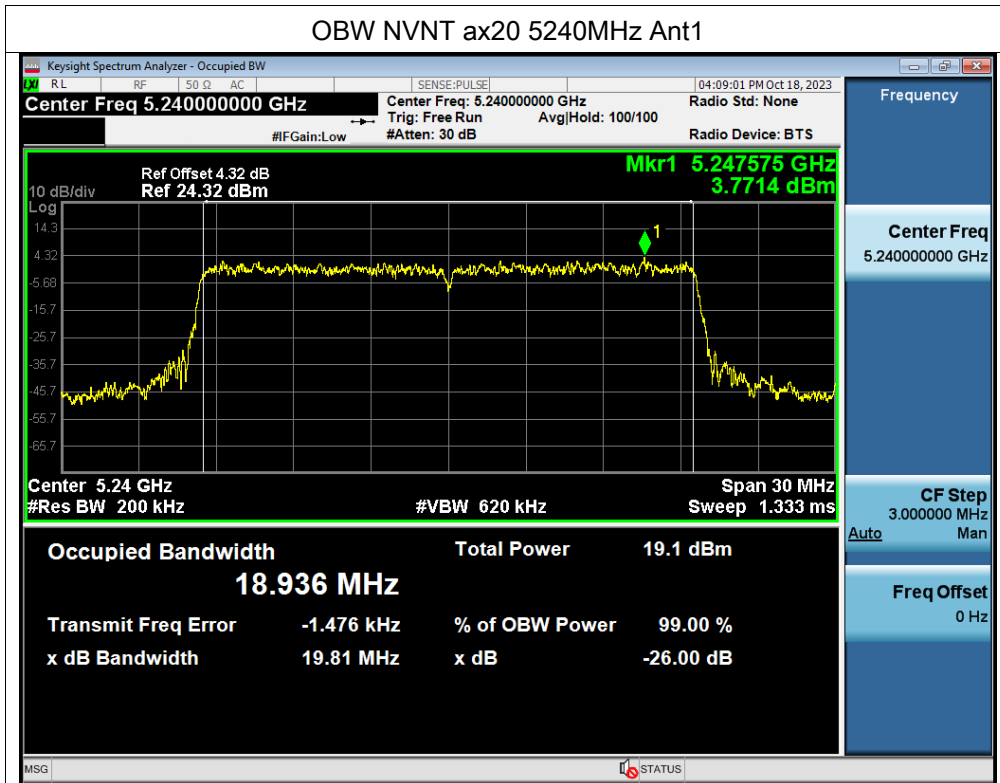 OBW NVNT ax20 5240MHz Ant1
Keysight Spectrum Analyzer - Occupied BW
LXI RL RF 50 Ω AC SENSE:PULSE 04:09:01 PM Oct 18, 2023
Center Freq 5.240000000 GHz
Center Freq: 5.240000000 GHz Radio Std: None
Trig: Free Run Avg|Hold: 100/100
#IFGain:Low #Atten: 30 dB Radio Device: BTS
Frequency
Ref Offset 4.32 dB Mkr1 5.247575 GHz
10 dB/div Ref 24.32 dBm 3.7714 dBm
Log
14.3
4.32
-5.68
-15.7
-25.7
-35.7
-45.7
-55.7
-65.7
1
Center 5.24 GHz Span 30 MHz
#Res BW 200 kHz #VBW 620 kHz Sweep 1.333 ms
Center Freq
5.240000000 GHz
CF Step
3.000000 MHz
Auto Man
Freq Offset
0 Hz
Occupied Bandwidth Total Power 19.1 dBm
18.936 MHz
Transmit Freq Error -1.476 kHz % of OBW Power 99.00 %
x dB Bandwidth 19.81 MHz x dB -26.00 dB
MSG STATUS